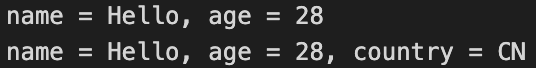 name = Hello, age = 28
name = Hello, age = 28, country = CN